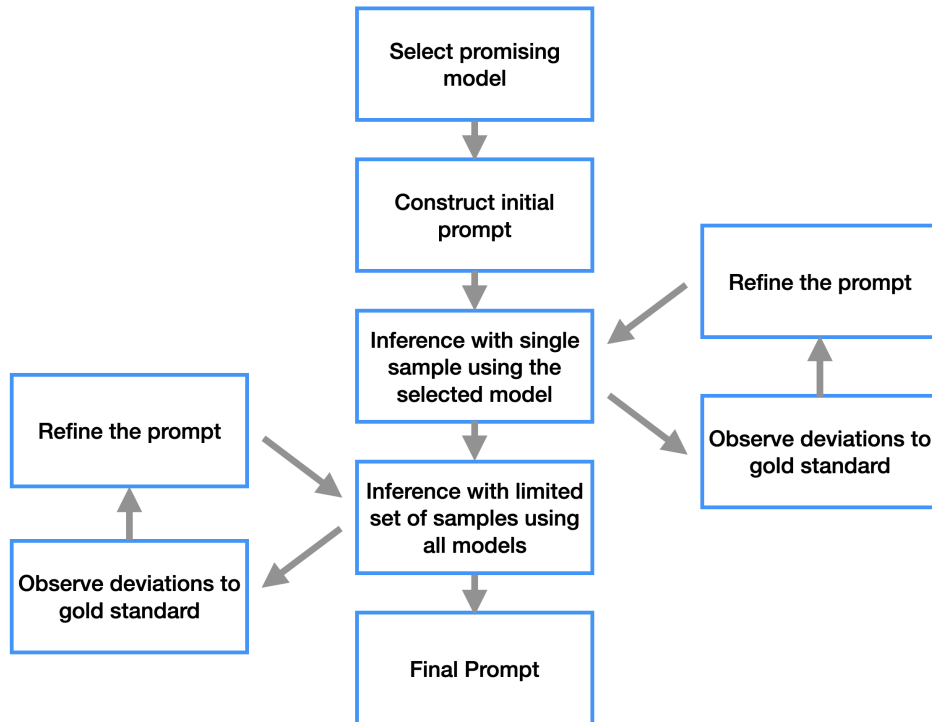 Select promising
model
Construct initial
prompt
Refine the prompt
Inference with single
sample using the
selected model
Refine the prompt
Observe deviations to
gold standard
Inference with limited
set of samples using
all models
Observe deviations to
gold standard
Final Prompt